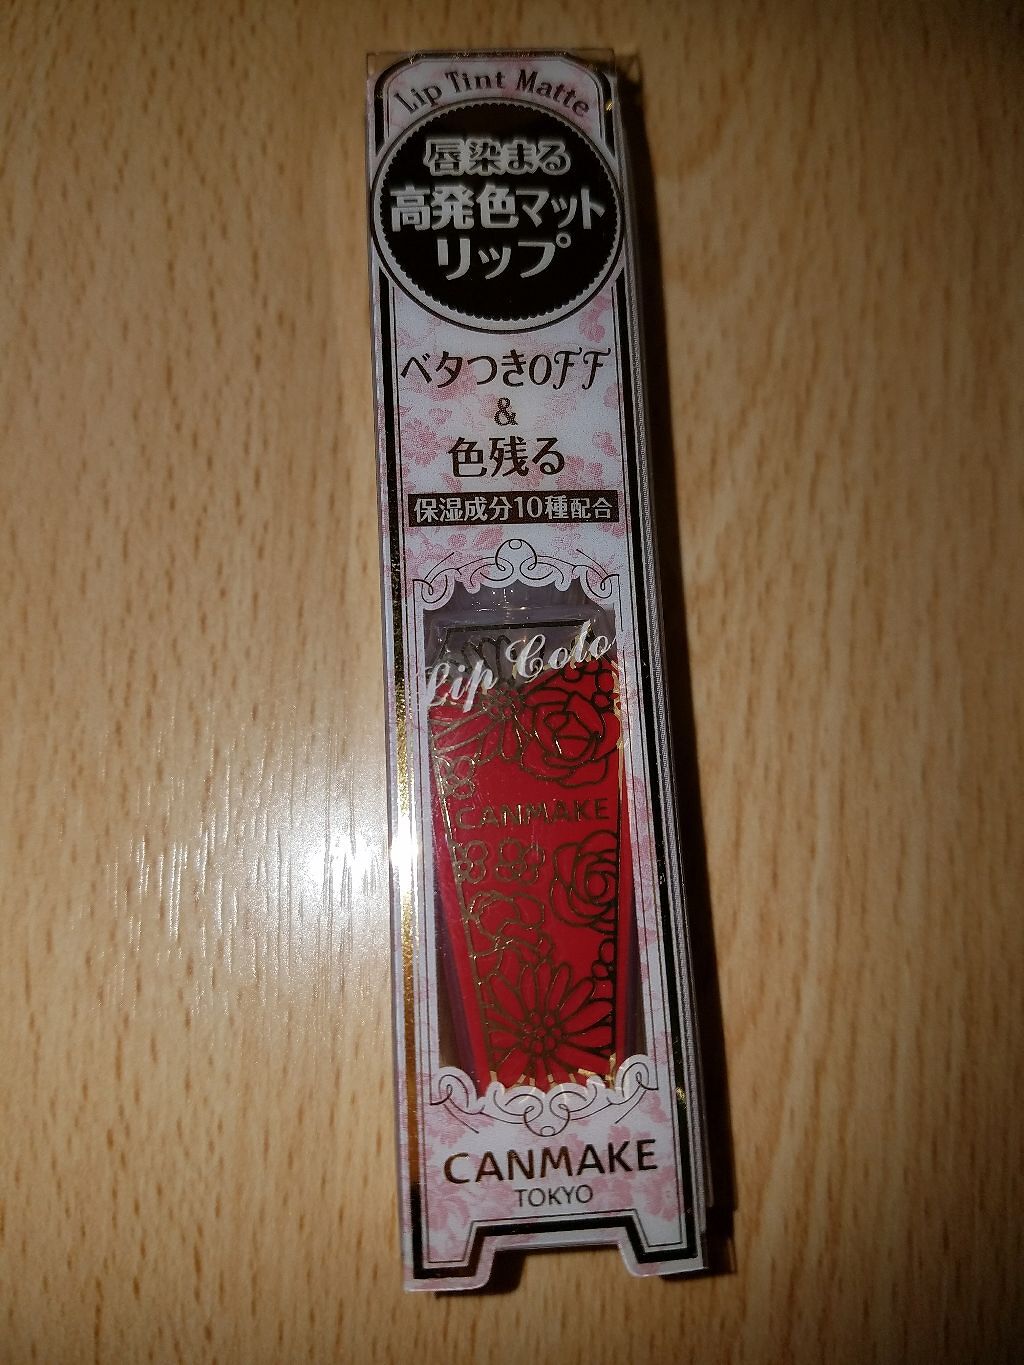 Lip Tint Matte
唇染まる
高発色マット
リップ
ベタつきOFF
&
色残る
保湿成分10種配合
Lip Colo
CANMAKE
CANMAKE
TOKYO